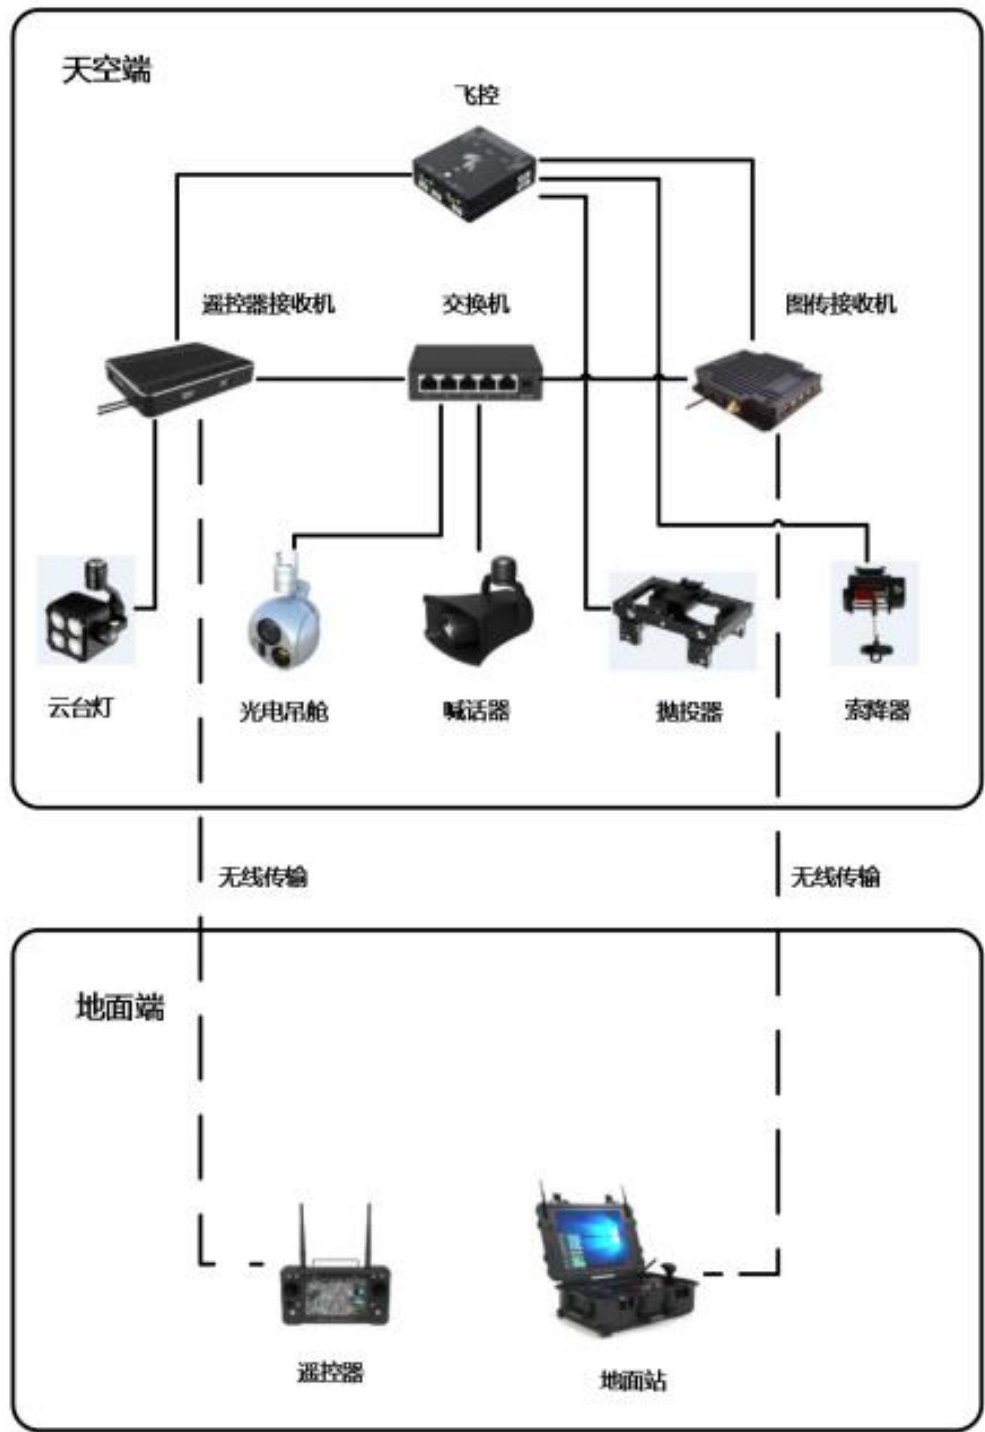 天空端
飞控
遥控器接收机
交换机
图传接收机
云台灯
光电吊舱
喊话器
抛投器
索降器
无线传输
无线传输
地面端
遥控器
地面站